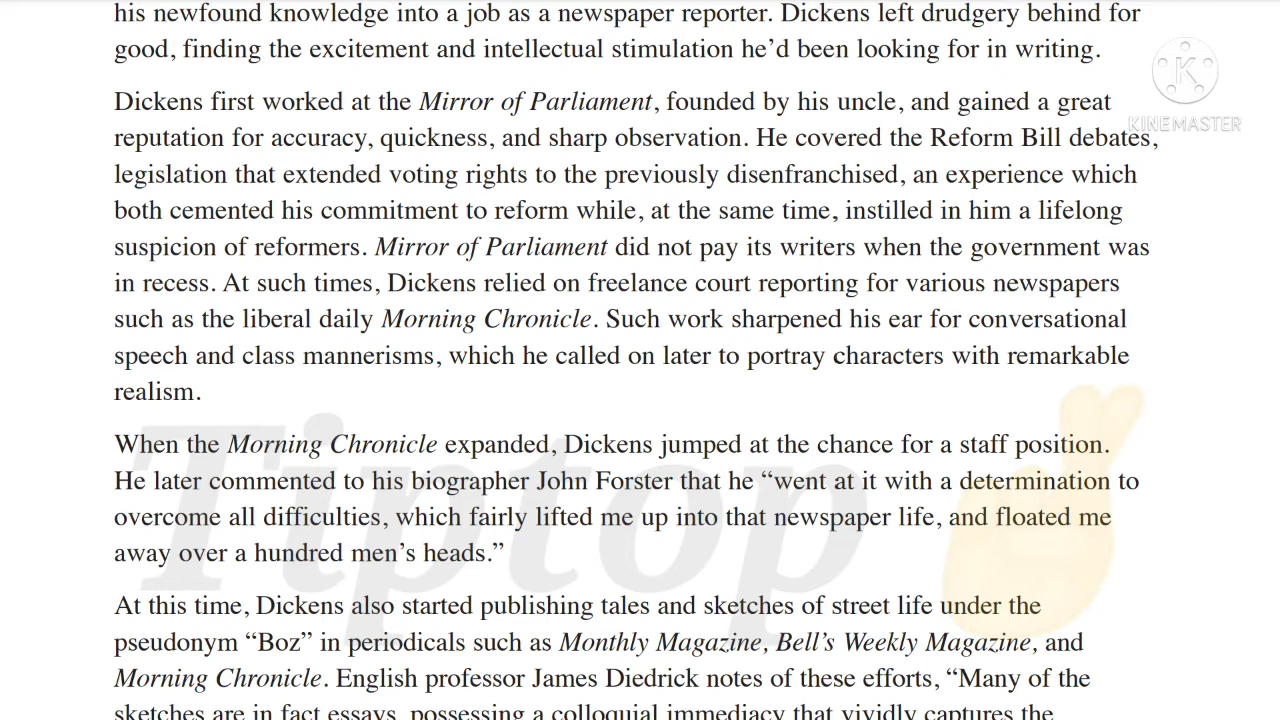 his newfound knowledge into a job as a newspaper reporter. Dickens left drudgery behind for
good, finding the excitement and intellectual stimulation he’d been looking for in writing.
Dickens first worked at the Mirror of Parliament, founded by his uncle, and gained a great
reputation for accuracy, quickness, and sharp observation. He covered the Reform Bill debates,
legislation that extended voting rights to the previously disenfranchised, an experience which
both cemented his commitment to reform while, at the same time, instilled in him a lifelong
suspicion of reformers. Mirror of Parliament did not pay its writers when the government was
in recess. At such times, Dickens relied on freelance court reporting for various newspapers
such as the liberal daily Morning Chronicle. Such work sharpened his ear for conversational
speech and class mannerisms, which he called on later to portray characters with remarkable
realism.
When the Morning Chronicle expanded, Dickens jumped at the chance for a staff position.
He later commented to his biographer John Forster that he “went at it with a determination to
overcome all difficulties, which fairly lifted me up into that newspaper life, and floated me
away over a hundred men’s heads.”
At this time, Dickens also started publishing tales and sketches of street life under the
pseudonym “Boz” in periodicals such as Monthly Magazine, Bell’s Weekly Magazine, and
Morning Chronicle. English professor James Diedrick notes of these efforts, “Many of the
sketches are in fact essays, possessing a colloquial immediacy that vividly captures the
K
KINEMASTER
Tiptop